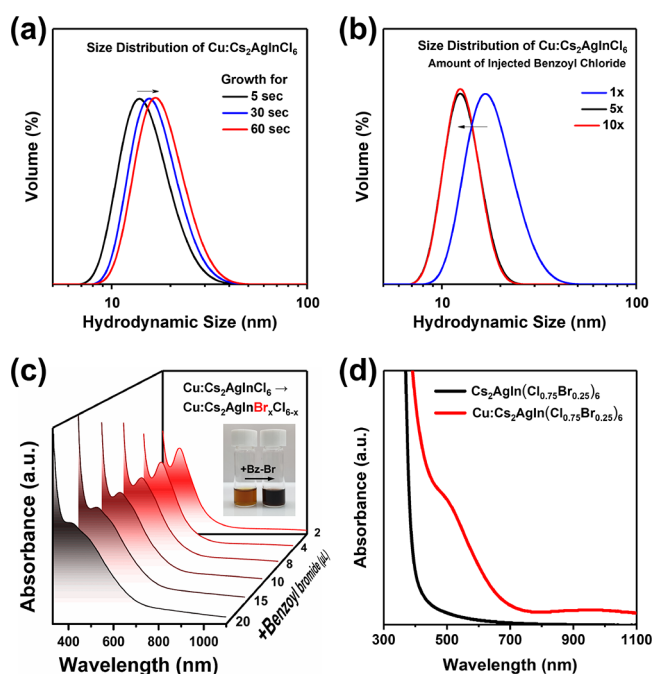 (a)
Size Distribution of Cu:Cs₂AgInCl₆
Growth for
5 sec
30 sec
60 sec
Volume (%)
10
100
Hydrodynamic Size (nm)
(b)
Size Distribution of Cu:Cs₂AgInCl₆
Amount of Injected Benzoyl Chloride
1x
5x
10x
Volume (%)
10
100
Hydrodynamic Size (nm)
(c)
Cu:Cs₂AgInCl₆ →
Cu:Cs₂AgInBrₓCl₆₋ₓ
+Bz-Br
Absorbance (a.u.)
2
4
8
10
15
20
+Benzoyl bromide (μL)
400 600 800 1000
Wavelength (nm)
(d)
Cs₂AgIn(Cl₀.₇₅Br₀.₂₅)₆
Cu:Cs₂AgIn(Cl₀.₇₅Br₀.₂₅)₆
Absorbance (a.u.)
300 500 700 900 1100
Wavelength (nm)